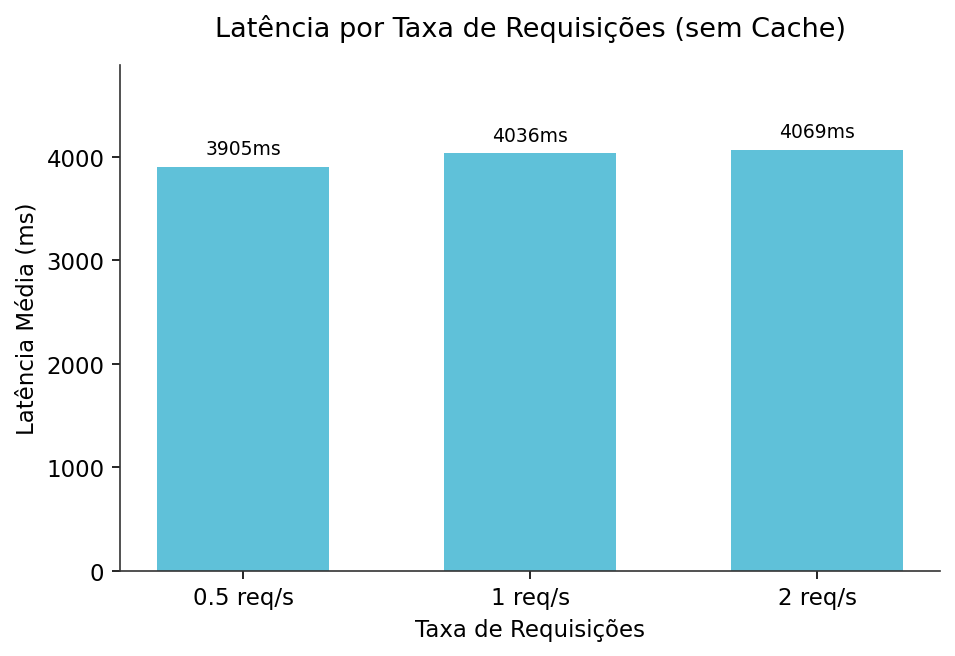 Latência por Taxa de Requisições (sem Cache)
Latência Média (ms)
4000
3000
2000
1000
0
3905ms
4036ms
4069ms
0.5 req/s
1 req/s
2 req/s
Taxa de Requisições